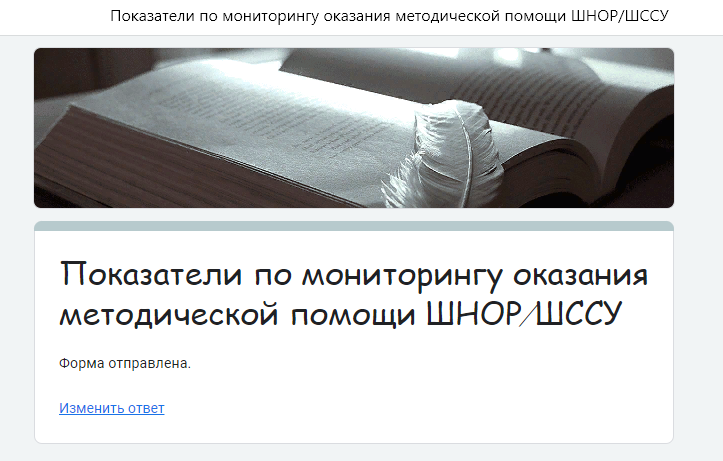 Показатели по мониторингу оказания методической помощи ШНОР/ШССУ
Показатели по мониторингу оказания
методической помощи ШНОР/ШССУ
Форма отправлена.
Изменить ответ